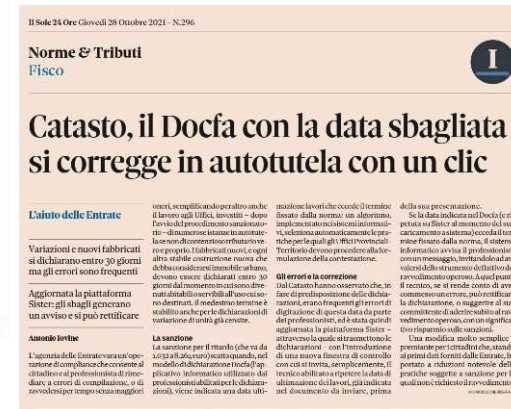 Il Sole 24 Ore Giovedì 28 Ottobre 2021 – N.296
Norme & Tributi
Fisco
I
Catasto, il Docfa con la data sbagliata
si corregge in autotutela con un clic
L'aiuto delle Entrate
Variazioni e nuovi fabbricati
si dichiarano entro 30 giorni
ma gli errori sono frequenti
Aggiornata la piattaforma
Sister: gli sbagli generano
un avviso e si può rettificare
Antonio Iovine
L'agenzia delle Entrate vara un'ope-
razione di compliance che consente al
cittadino e al professionista di rime-
diare a errori di compilazione, o di
ravvedersi per tempo senza maggiori
oneri, semplificando peraltro anche
il lavoro agli Uffici, investiti – dopo
l'avvio del procedimento sanzionato-
rio – di numerose istanze in autotute-
la se non di contenzioso tributario ve-
ro e proprio. I fabbricati nuovi, e ogni
altra stabile costruzione nuova che
debba considerarsi immobile urbano,
devono essere dichiarati entro 30
giorni dal momento in cui sono dive-
nuti abitabili o servibili all'uso cui so-
no destinati. Il medesimo termine è
stabilito anche per le dichiarazioni di
variazione di unità già censite.
La sanzione
La sanzione per il ritardo (che va da
1.032 a 8.264 euro) scatta quando, nel
modello di dichiarazione Docfa (l'ap-
plicativo informatico utilizzato dai
professionisti abilitati per le dichiara-
zioni), viene indicata una data ulti-
mazione lavori che eccede il termine
fissato dalla norma: un algoritmo,
implementato nei sistemi informati-
vi, seleziona automaticamente le pra-
tiche per le quali gli Uffici Provinciali-
Territorio devono procedere alla for-
mulazione della contestazione.
Gli errori e la correzione
Dal Catasto hanno osservato che, in
fase di predisposizione delle dichia-
razioni, erano frequenti gli errori di
digitazione di questa data da parte
dei professionisti, ed è stata quindi
aggiornata la piattaforma Sister –
attraverso la quale si trasmettono le
dichiarazioni – con l'introduzione
di una nuova finestra di controllo
con cui si invita, semplicemente, il
tecnico abilitato a ripetere la data di
ultimazione dei lavori, già indicata
nel documento da inviare, prima
della sua presentazione.
Se la data indicata nel Docfa (e ri
petuta su Sister al momento del su
caricamento a sistema) eccede il ter
mine fissato dalla norma, il sistem
informatico avvisa il professionist
con un messaggio, invitandolo ad av
valersi dello strumento dell'attivo di
ravvedimento operoso. A quel punt
il tecnico, se si rende conto di ave
commesso un errore, può rettificar
la dichiarazione, o suggerire al su
committente di aderire subito al rav
vedimento operoso, con un significa
tivo risparmio sulle sanzioni.
Una modifica molto semplice
premiante per i cittadini che, stand
ai primi dati forniti dalle Entrate, h
portato a riduzioni notevole dell
pratiche soggette a sanzione per l
quali non è richiesto il ravvedimento